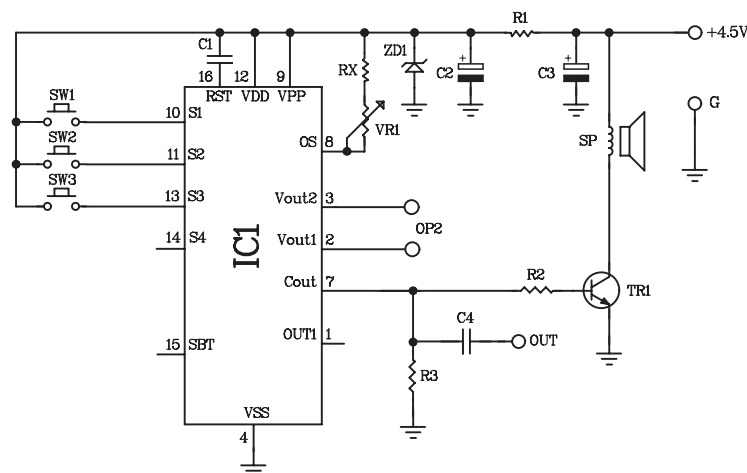 R1
+4.5V
C1
ZD1
C2
C3
RX
16
12
9
RST
VDD
VPP
G
SW1
10
S1
VR1
SP
SW2
OS
8
11
S2
SW3
13
S3
Vout2
3
IC1
OP2
14
S4
Vout1
2
Cout
7
R2
TR1
C4
OUT1
1
OUT
15
SBT
R3
VSS
4
+
+